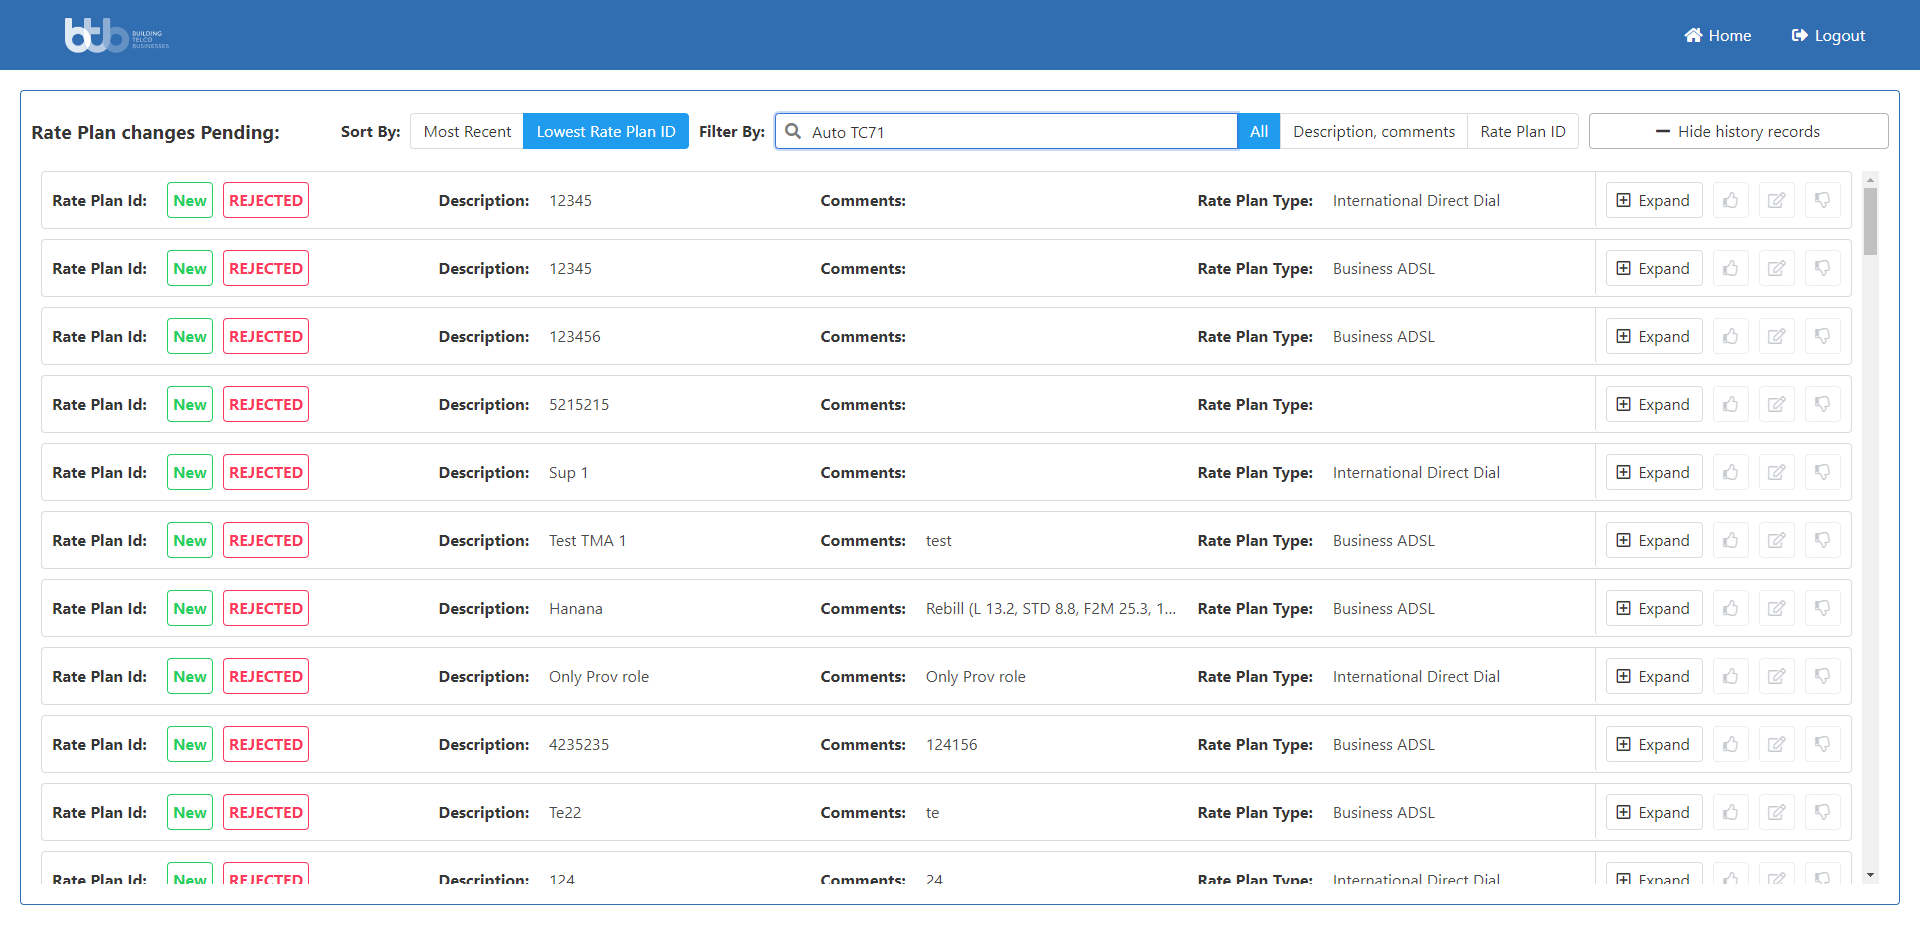 btb BUILDING TELCO BUSINESSES
Home Logout
Rate Plan changes Pending: Sort By: Most Recent Lowest Rate Plan ID Filter By: Auto TC71 All Description, comments Rate Plan ID Hide history records
Rate Plan Id: New REJECTED Description: 12345 Comments: Rate Plan Type: International Direct Dial Expand
Rate Plan Id: New REJECTED Description: 12345 Comments: Rate Plan Type: Business ADSL Expand
Rate Plan Id: New REJECTED Description: 123456 Comments: Rate Plan Type: Business ADSL Expand
Rate Plan Id: New REJECTED Description: 5215215 Comments: Rate Plan Type: Expand
Rate Plan Id: New REJECTED Description: Sup 1 Comments: Rate Plan Type: International Direct Dial Expand
Rate Plan Id: New REJECTED Description: Test TMA 1 Comments: test Rate Plan Type: Business ADSL Expand
Rate Plan Id: New REJECTED Description: Hanana Comments: Rebill (L 13.2, STD 8.8, F2M 25.3, 1... Rate Plan Type: Business ADSL Expand
Rate Plan Id: New REJECTED Description: Only Prov role Comments: Only Prov role Rate Plan Type: International Direct Dial Expand
Rate Plan Id: New REJECTED Description: 4235235 Comments: 124156 Rate Plan Type: Business ADSL Expand
Rate Plan Id: New REJECTED Description: Te22 Comments: te Rate Plan Type: Business ADSL Expand
Rate Plan Id: New REJECTED Description: 124 Comments: 24 Rate Plan Type: International Direct Dial Expand